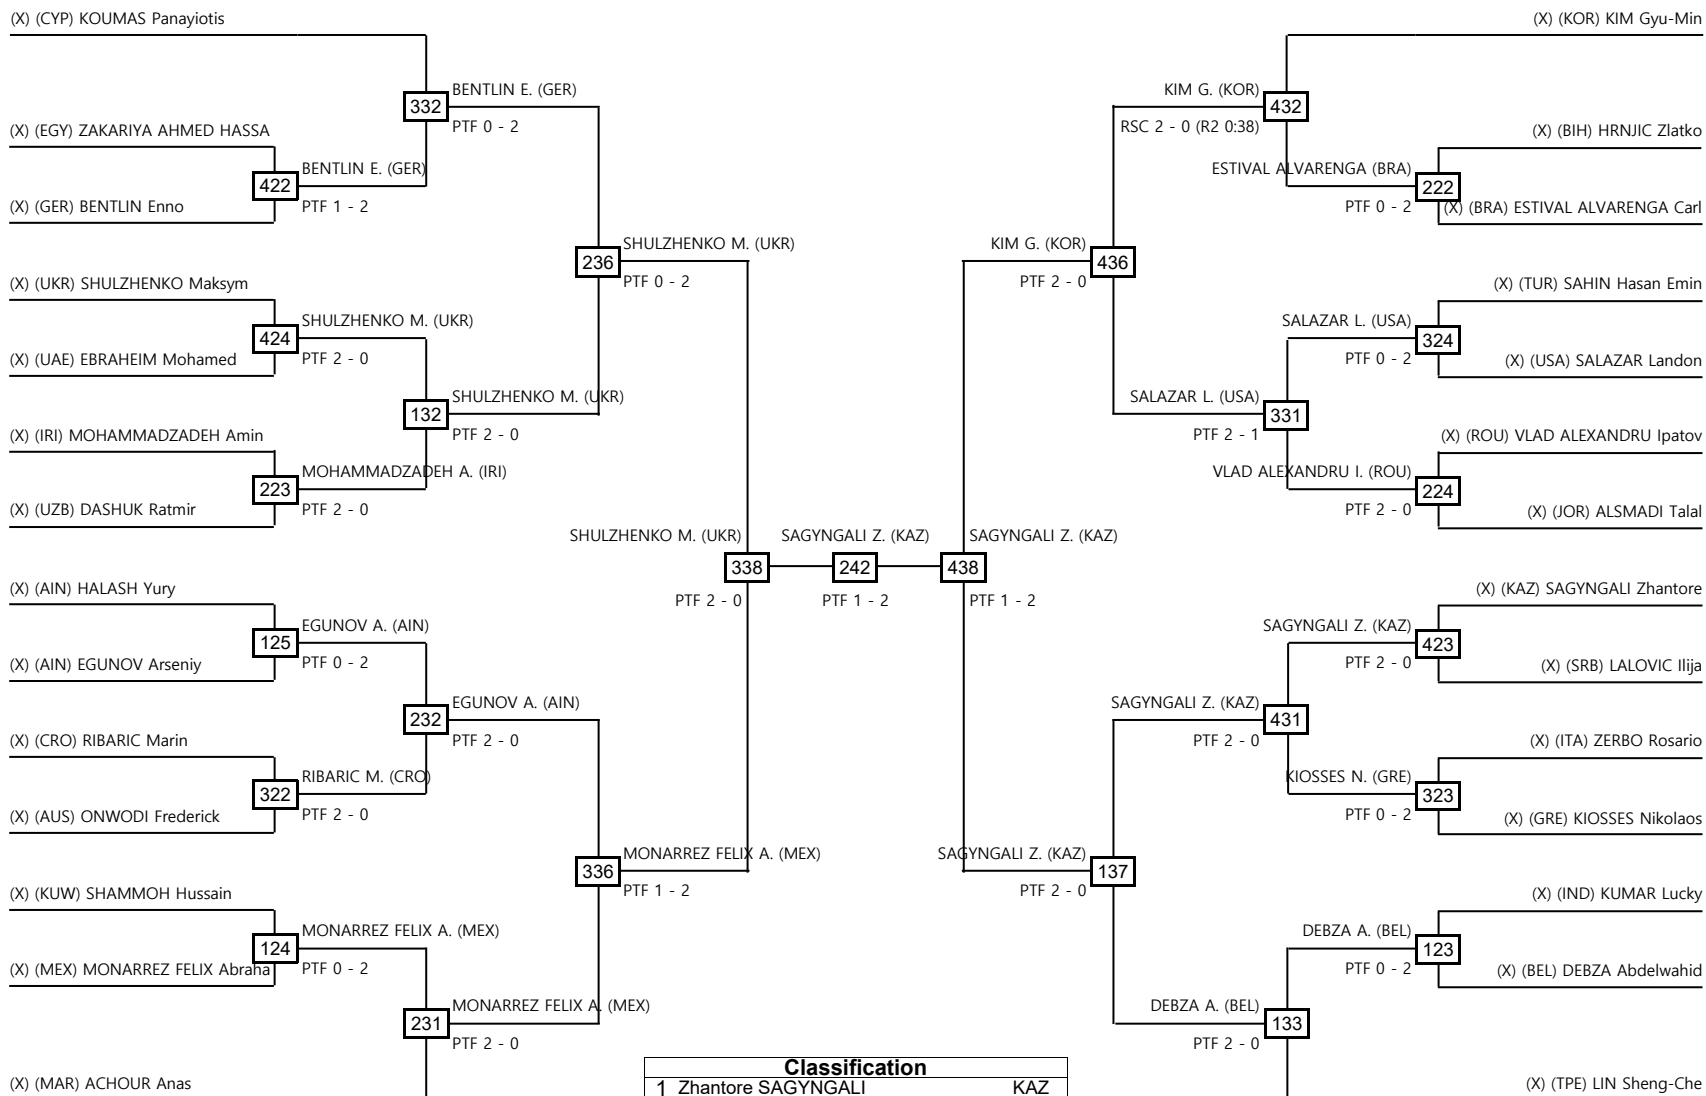 (X) (CYP) KOUMAS Panayiotis
(X) (KOR) KIM Gyu-Min
BENTLIN E. (GER)
332
PTF 0 - 2
KIM G. (KOR)
432
RSC 2 - 0 (R2 0:38)
(X) (EGY) ZAKARIYA AHMED HASSA
(X) (BIH) HRNJIC Zlatko
BENTLIN E. (GER)
422
PTF 1 - 2
ESTIVAL ALVARENGA (BRA)
222
PTF 0 - 2
(X) (GER) BENTLIN Enno
(X) (BRA) ESTIVAL ALVARENGA Carl
SHULZHENKO M. (UKR)
236
PTF 0 - 2
KIM G. (KOR)
436
PTF 2 - 0
(X) (UKR) SHULZHENKO Maksym
(X) (TUR) SAHIN Hasan Emin
SHULZHENKO M. (UKR)
424
PTF 2 - 0
SALAZAR L. (USA)
324
PTF 0 - 2
(X) (UAE) EBRAHEIM Mohamed
(X) (USA) SALAZAR Landon
SHULZHENKO M. (UKR)
132
PTF 2 - 0
SALAZAR L. (USA)
331
PTF 2 - 1
(X) (IRI) MOHAMMADZADEH Amin
(X) (ROU) VLAD ALEXANDRU Ipatov
MOHAMMADZADEH A. (IRI)
223
PTF 2 - 0
VLAD ALEXANDRU I. (ROU)
224
PTF 2 - 0
(X) (UZB) DASHUK Ratmir
(X) (JOR) ALSMADI Talal
SHULZHENKO M. (UKR)
338
PTF 2 - 0
SAGYNGALI Z. (KAZ)
242
PTF 1 - 2
SAGYNGALI Z. (KAZ)
438
PTF 1 - 2
(X) (AIN) HALASH Yury
(X) (KAZ) SAGYNGALI Zhantore
EGUNOV A. (AIN)
125
PTF 0 - 2
SAGYNGALI Z. (KAZ)
423
PTF 2 - 0
(X) (AIN) EGUNOV Arseniy
(X) (SRB) LALOVIC Ilija
EGUNOV A. (AIN)
232
PTF 2 - 0
SAGYNGALI Z. (KAZ)
431
PTF 2 - 0
(X) (CRO) RIBARIC Marin
(X) (ITA) ZERBO Rosario
RIBARIC M. (CRO)
322
PTF 2 - 0
KIOSSES N. (GRE)
323
PTF 0 - 2
(X) (AUS) ONWODI Frederick
(X) (GRE) KIOSSES Nikolaos
MONARREZ FELIX A. (MEX)
336
PTF 1 - 2
SAGYNGALI Z. (KAZ)
137
PTF 2 - 0
(X) (KUW) SHAMMOH Hussain
(X) (IND) KUMAR Lucky
MONARREZ FELIX A. (MEX)
124
PTF 0 - 2
DEBZA A. (BEL)
123
PTF 0 - 2
(X) (MEX) MONARREZ FELIX Abraha
(X) (BEL) DEBZA Abdelwahid
MONARREZ FELIX A. (MEX)
231
PTF 2 - 0
DEBZA A. (BEL)
133
PTF 2 - 0
(X) (MAR) ACHOUR Anas
(X) (TPE) LIN Sheng-Che
Classification
1 Zhantore SAGYNGALI KAZ